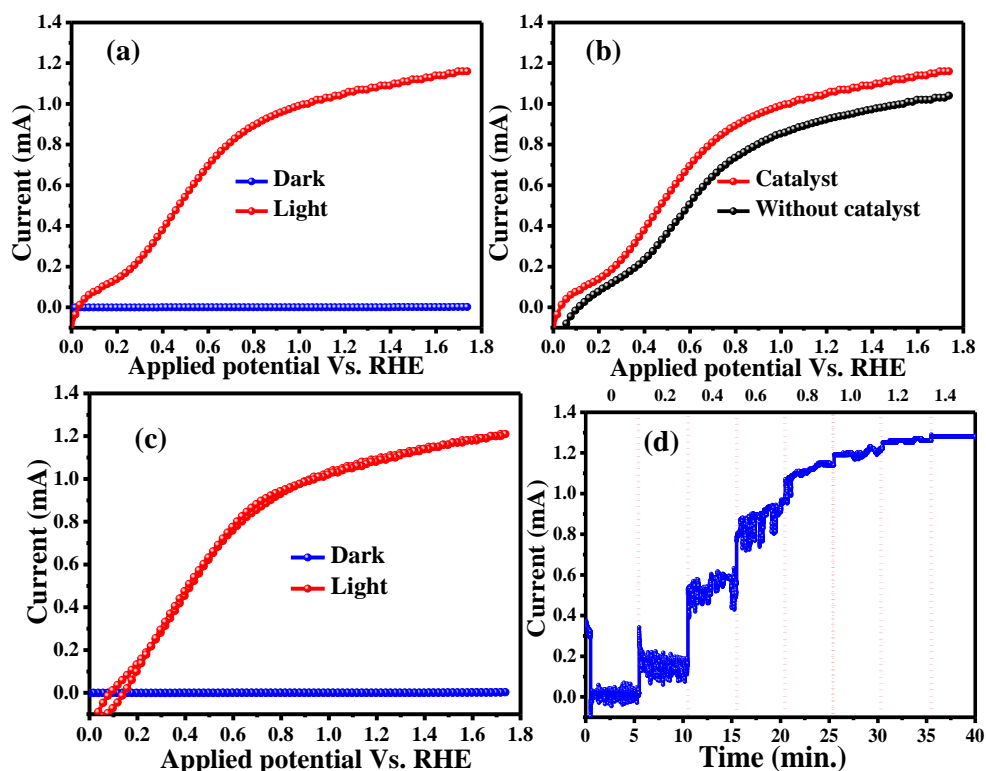 (a)
Current (mA)
1.4
1.2
1.0
0.8
0.6
0.4
0.2
0.0
Dark
Light
0.0 0.2 0.4 0.6 0.8 1.0 1.2 1.4 1.6 1.8
Applied potential Vs. RHE
(b)
Current (mA)
1.4
1.2
1.0
0.8
0.6
0.4
0.2
0.0
Catalyst
Without catalyst
0.0 0.2 0.4 0.6 0.8 1.0 1.2 1.4 1.6 1.8
Applied potential Vs. RHE
(c)
Current (mA)
1.4
1.2
1.0
0.8
0.6
0.4
0.2
0.0
Dark
Light
0.0 0.2 0.4 0.6 0.8 1.0 1.2 1.4 1.6 1.8
Applied potential Vs. RHE
0 0.2 0.4 0.6 0.8 1.0 1.2 1.4
(d)
Current (mA)
1.4
1.2
1.0
0.8
0.6
0.4
0.2
0.0
0 5 10 15 20 25 30 35 40
Time (min.)